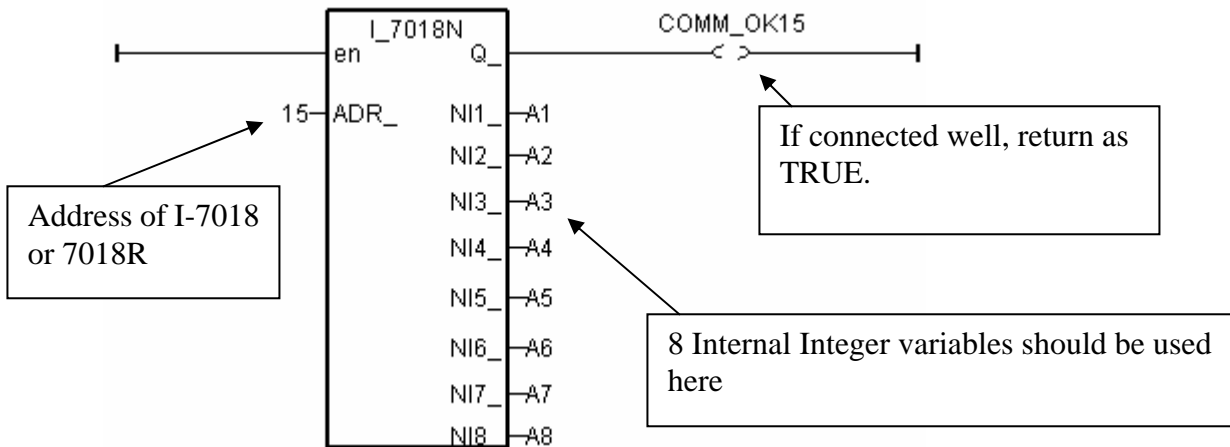 I_7018N
COMM_OK15
en Q_
15 ADR_ NI1_ A1
NI2_ A2
NI3_ A3
NI4_ A4
NI5_ A5
NI6_ A6
NI7_ A7
NI8_ A8
If connected well, return as
TRUE.
Address of I-7018
or 7018R
8 Internal Integer variables should be used
here